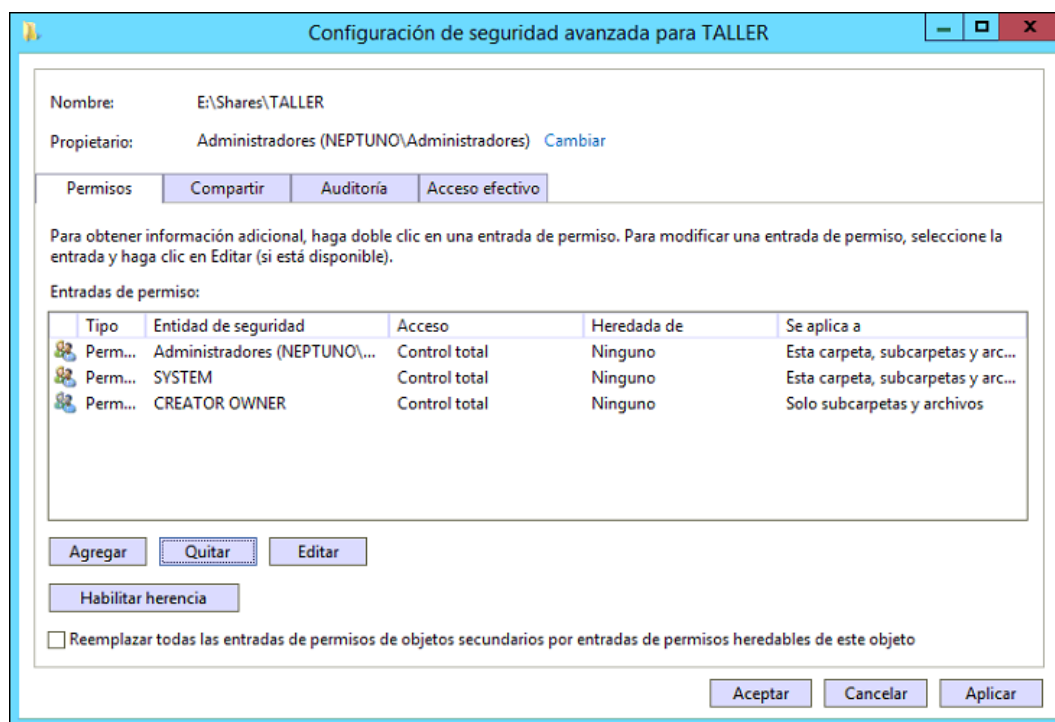 Configuración de seguridad avanzada para TALLER
Nombre: E:\Shares\TALLER
Propietario: Administradores (NEPTUNO\Administradores) Cambiar
Permisos Compartir Auditoría Acceso efectivo
Para obtener información adicional, haga doble clic en una entrada de permiso. Para modificar una entrada de permiso, seleccione la
entrada y haga clic en Editar (si está disponible).
Entradas de permiso:
Tipo Entidad de seguridad Acceso Heredada de Se aplica a
Perm... Administradores (NEPTUNO\... Control total Ninguno Esta carpeta, subcarpetas y arc...
Perm... SYSTEM Control total Ninguno Esta carpeta, subcarpetas y arc...
Perm... CREATOR OWNER Control total Ninguno Solo subcarpetas y archivos
Agregar Quitar Editar
Habilitar herencia
Reemplazar todas las entradas de permisos de objetos secundarios por entradas de permisos heredables de este objeto
Aceptar Cancelar Aplicar